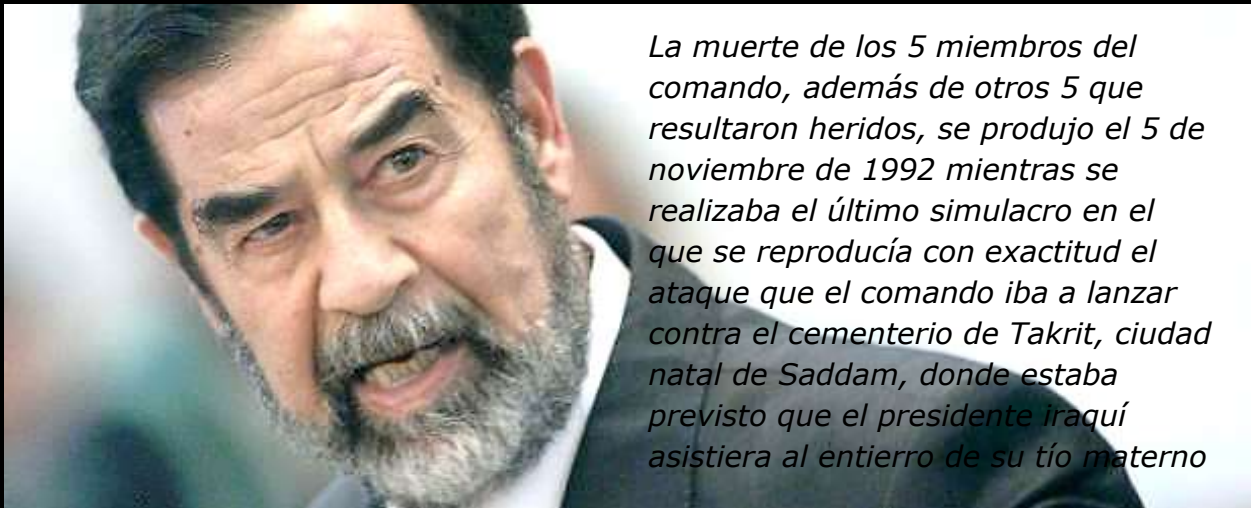 La muerte de los 5 miembros del
comando, además de otros 5 que
resultaron heridos, se produjo el 5 de
noviembre de 1992 mientras se
realizaba el último simulacro en el
que se reproducía con exactitud el
ataque que el comando iba a lanzar
contra el cementerio de Takrit, ciudad
natal de Saddam, donde estaba
previsto que el presidente iraquí
asistiera al entierro de su tío materno